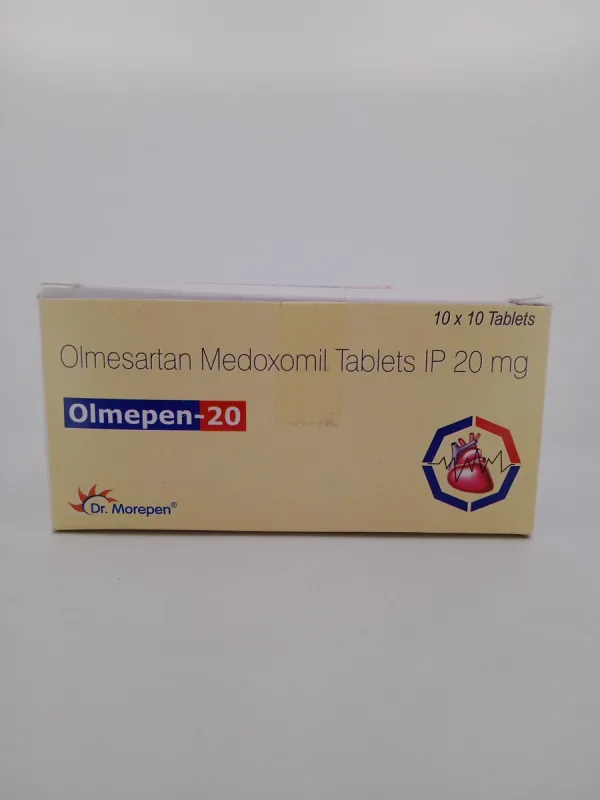 10 x 10 Tablets
Olmesartan Medoxomil Tablets IP 20 mg
Olmepen-20
Dr. Morepen®